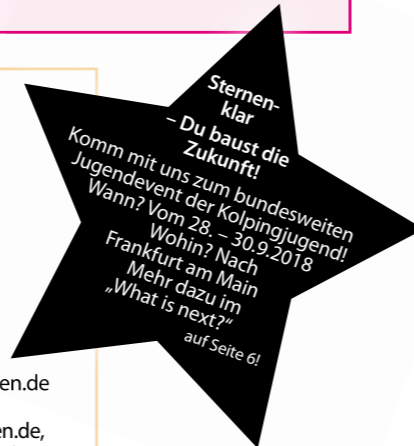 Sternen-
klar
– Du baust die
Zukunft!
Komm mit uns zum bundesweiten
Jugendevent der Kolpingjugend!
Wann? Vom 28. – 30.9.2018
Wohin? Nach
Frankfurt am Main
Mehr dazu im
„What is next?“
auf Seite 6!
en.de
en.de,